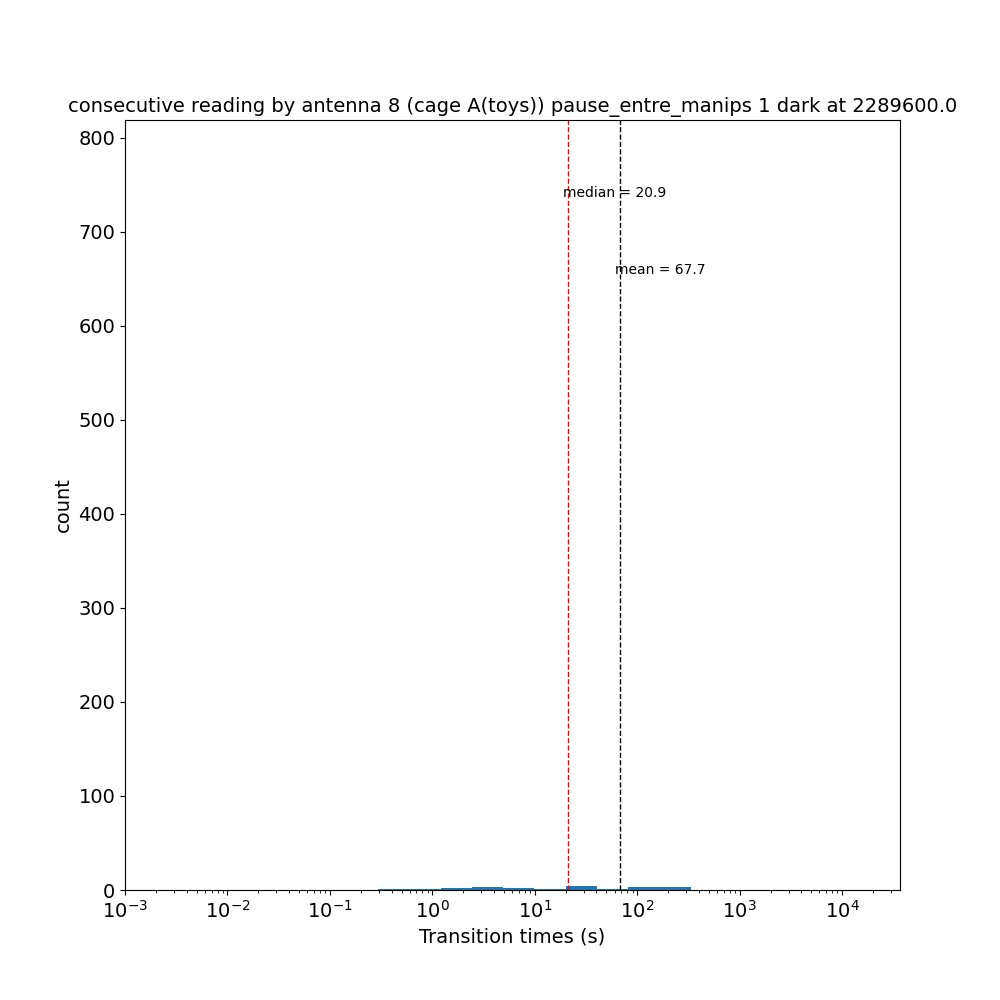 consecutive reading by antenna 8 (cage A(toys)) pause_entre_manips 1 dark at 2289600.0
800
median = 20.9
700
mean = 67.7
600
500
count
400
300
200
100
0
10⁻³ 10⁻² 10⁻¹ 10⁰ 10¹ 10² 10³ 10⁴
Transition times (s)